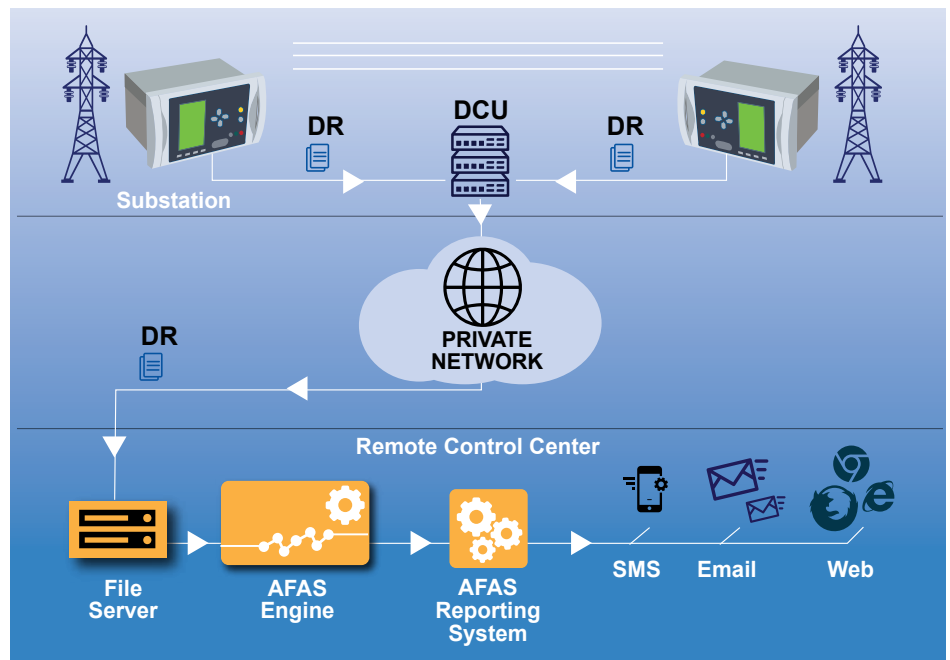 DCU
DR
DR
Substation
PRIVATE
NETWORK
DR
Remote Control Center
File
Server
AFAS
Engine
AFAS
Reporting
System
SMS
Email
Web